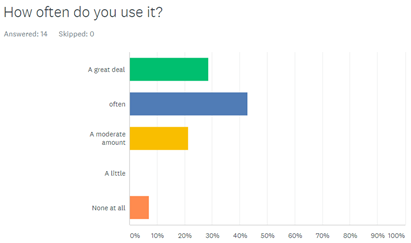 How often do you use it?
Answered: 14 Skipped: 0
A great deal
often
A moderate
amount
A little
None at all
0% 10% 20% 30% 40% 50% 60% 70% 80% 90% 100%